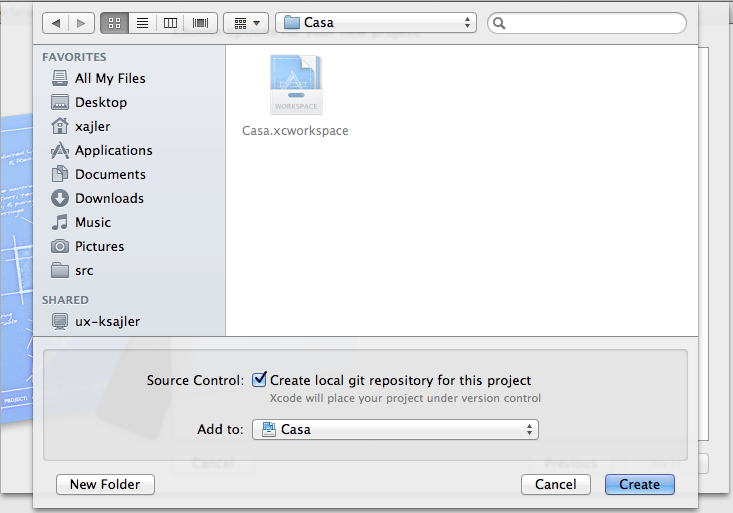 Casa
FAVORITES
All My Files
Desktop
xajler
Applications
Documents
Downloads
Music
Pictures
src
SHARED
ux-ksajler
WORKSPACE
Casa.xcworkspace
Source Control: Create local git repository for this project
Xcode will place your project under version control
Add to: Casa
Cancel
Previous
New Folder
Cancel
Create